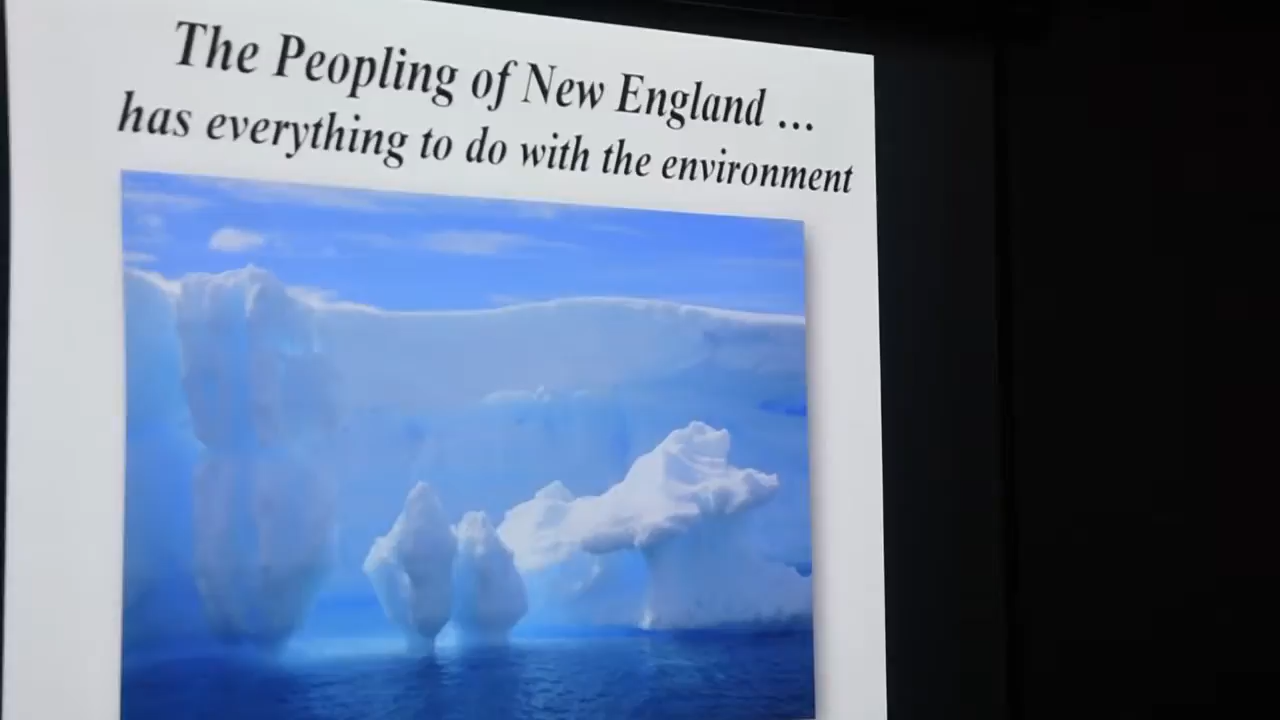 The Peopling of New England ...
has everything to do with the environment